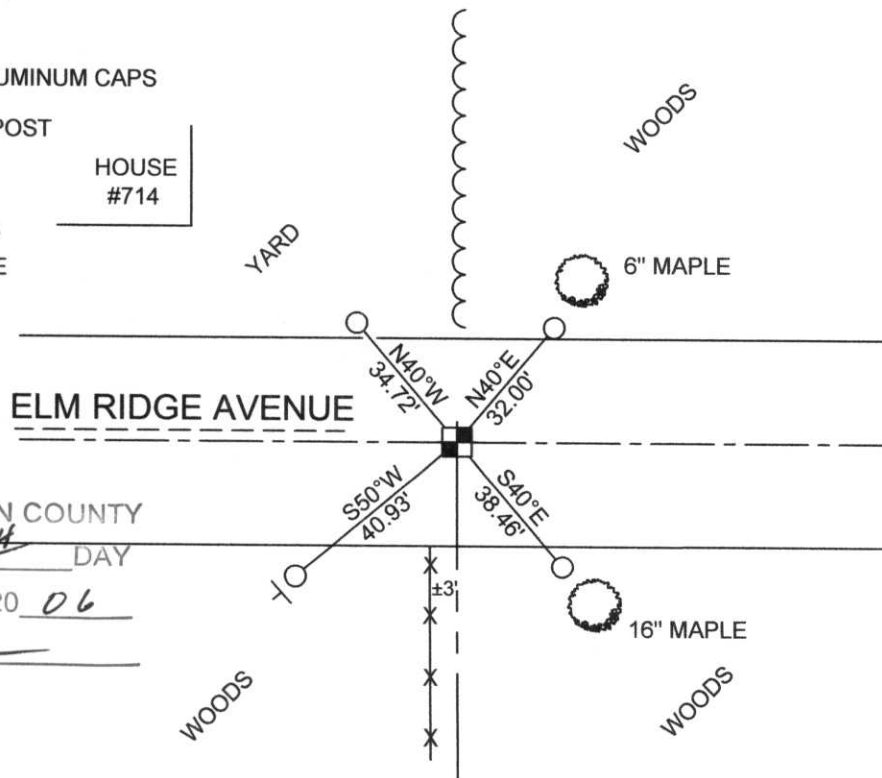 ALUMINUM CAPS
POST
HOUSE
#714
WOODS
YARD
E
6" MAPLE
N40°W
34.72'
N40°E
32.00'
ELM RIDGE AVENUE
S50°W
40.93'
S40°E
38.46'
N COUNTY
DAY
20 06
±3'
16" MAPLE
WOODS
WOODS